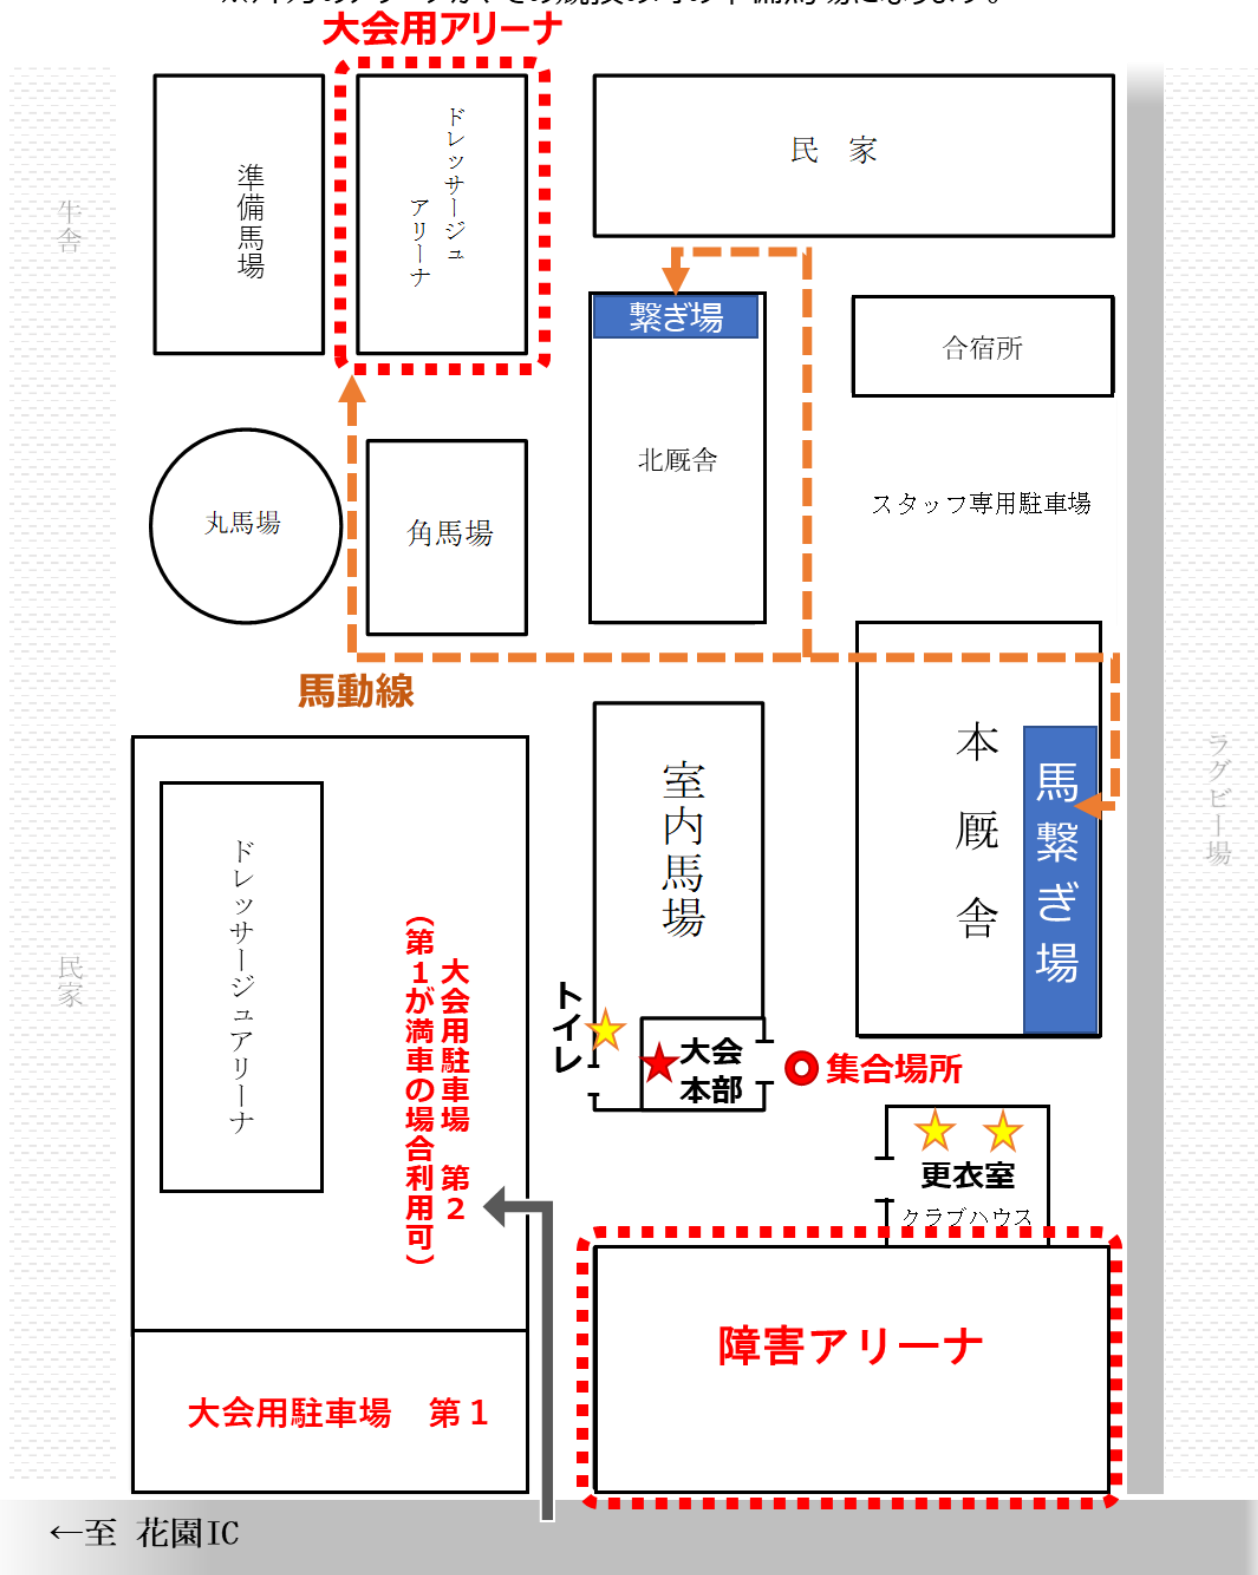 大会用アリーナ
準備馬場
ドレッサージュ
アリーナ
民　家
牛舎
繋ぎ場
合宿所
北厩舎
スタッフ専用駐車場
丸馬場
角馬場
馬動線
本厩舎
馬繋ぎ場
室内馬場
ラグビー場
ドレッサージュアリーナ
大会用駐車場　第2
（第1が満車の場合利用可）
民家
トイレ
大会
本部
集合場所
更衣室
クラブハウス
障害アリーナ
大会用駐車場　第1
←至 花園IC